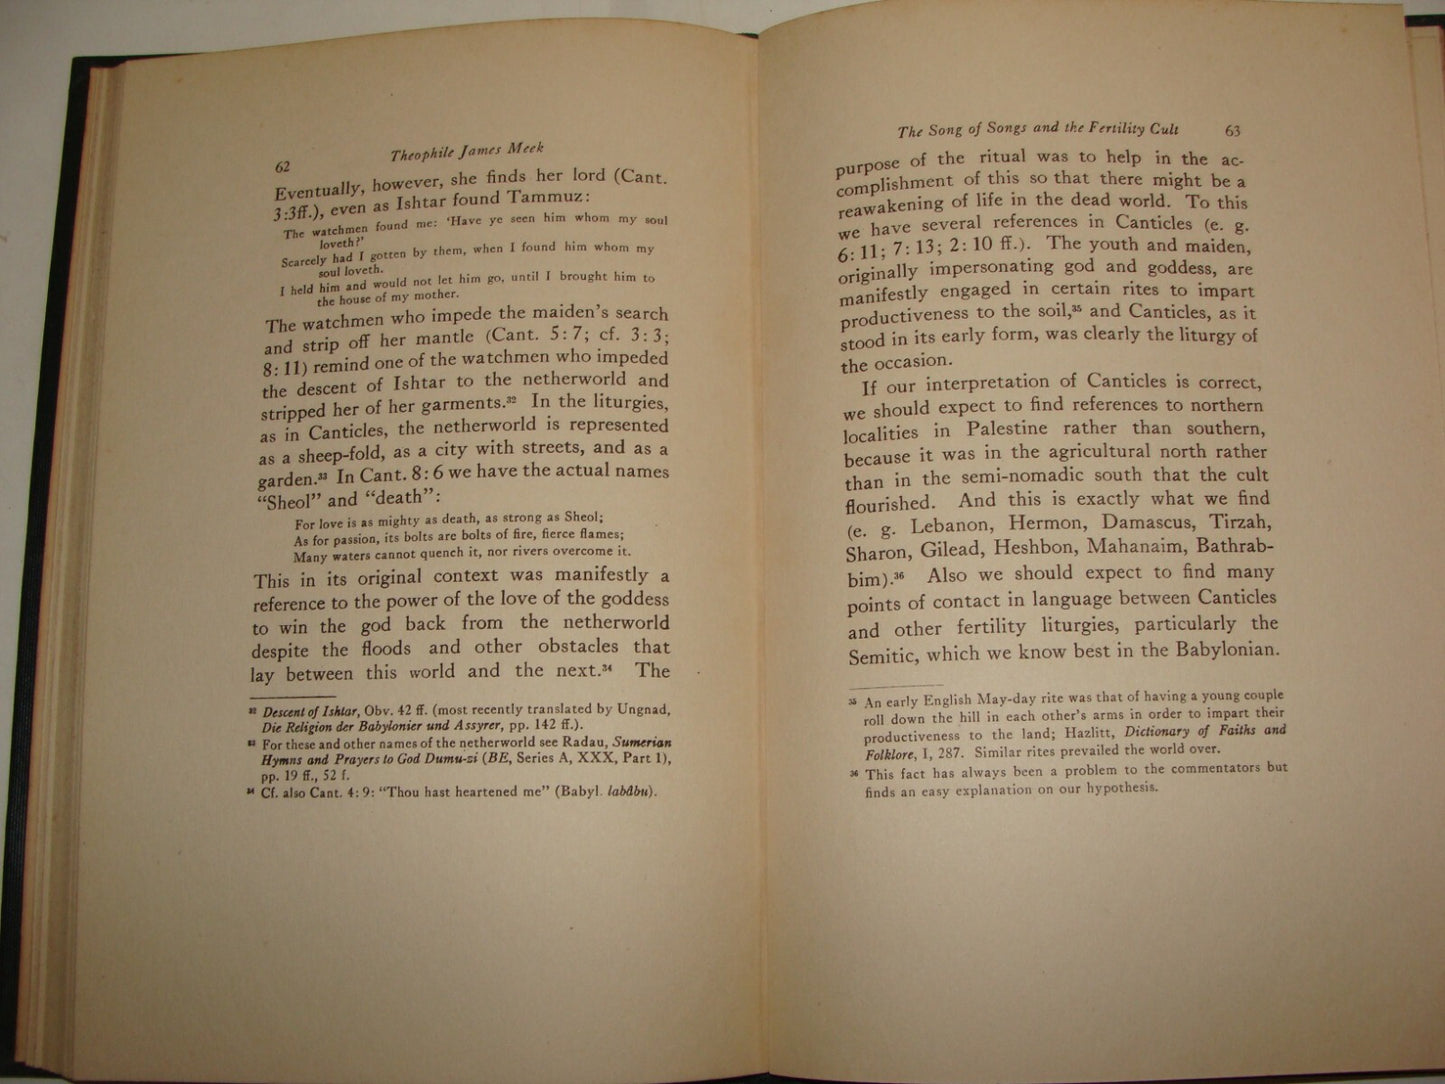 62
Theophile James Meek
Eventually, however, she finds her lord (Cant.
3:3ff.), even as Ishtar found Tammuz:
The watchmen found me: 'Have ye seen him whom my soul
loveth?'
Scarcely had I gotten by them, when I found him whom my
soul loveth.
I held him and would not let him go, until I brought him to
the house of my mother.
The watchmen who impede the maiden's search
and strip off her mantle (Cant. 5:7; cf. 3:3;
8:11) remind one of the watchmen who impeded
the descent of Ishtar to the netherworld and
stripped her of her garments.³² In the liturgies,
as in Canticles, the netherworld is represented
as a sheep-fold, as a city with streets, and as a
garden.³³ In Cant. 8:6 we have the actual names
"Sheol" and "death":
For love is as mighty as death, as strong as Sheol;
As for passion, its bolts are bolts of fire, fierce flames;
Many waters cannot quench it, nor rivers overcome it.
This in its original context was manifestly a
reference to the power of the love of the goddess
to win the god back from the netherworld
despite the floods and other obstacles that
lay between this world and the next.³⁴ The
³² Descent of Ishtar, Obv. 42 ff. (most recently translated by Ungnad,
Die Religion der Babylonier und Assyrer, pp. 142 ff.).
³³ For these and other names of the netherworld see Radau, Sumerian
Hymns and Prayers to God Dumu-zi (BE, Series A, XXX, Part 1),
pp. 19 ff., 52 f.
³⁴ Cf. also Cant. 4:9: "Thou hast heartened me" (Babyl. labâbu).
The Song of Songs and the Fertility Cult 63
purpose of the ritual was to help in the ac-
complishment of this so that there might be a
reawakening of life in the dead world. To this
we have several references in Canticles (e. g.
6:11; 7:13; 2:10 ff.). The youth and maiden,
originally impersonating god and goddess, are
manifestly engaged in certain rites to impart
productiveness to the soil,³⁵ and Canticles, as it
stood in its early form, was clearly the liturgy of
the occasion.
If our interpretation of Canticles is correct,
we should expect to find references to northern
localities in Palestine rather than southern,
because it was in the agricultural north rather
than in the semi-nomadic south that the cult
flourished. And this is exactly what we find
(e. g. Lebanon, Hermon, Damascus, Tirzah,
Sharon, Gilead, Heshbon, Mahanaim, Bathrab-
bim).³⁶ Also we should expect to find many
points of contact in language between Canticles
and other fertility liturgies, particularly the
Semitic, which we know best in the Babylonian.
³⁵ An early English May-day rite was that of having a young couple
roll down the hill in each other's arms in order to impart their
productiveness to the land; Hazlitt, Dictionary of Faiths and
Folklore, I, 287. Similar rites prevailed the world over.
³⁶ This fact has always been a problem to the commentators but
finds an easy explanation on our hypothesis.